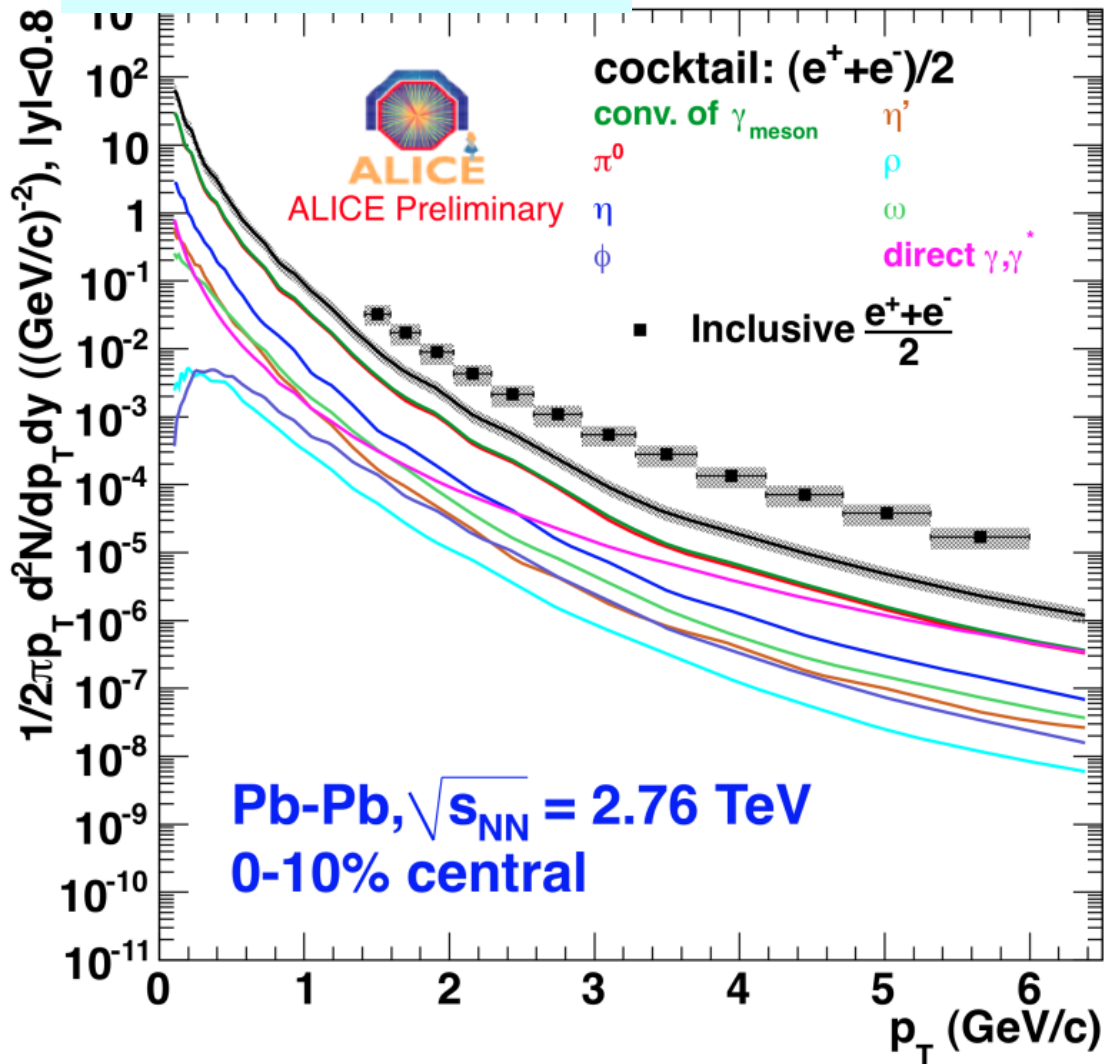 1/2πp_T d²N/dp_T dy ((GeV/c)⁻²), |y|<0.8
10
10²
10
1
10⁻¹
10⁻²
10⁻³
10⁻⁴
10⁻⁵
10⁻⁶
10⁻⁷
10⁻⁸
10⁻⁹
10⁻¹⁰
10⁻¹¹
ALICE
ALICE Preliminary
cocktail: (e⁺+e⁻)/2
conv. of γ_meson η’
π⁰ ρ
η ω
φ direct γ,γ*
Inclusive (e⁺+e⁻)/2
Pb-Pb, √s_NN = 2.76 TeV
0-10% central
0 1 2 3 4 5 6
p_T (GeV/c)